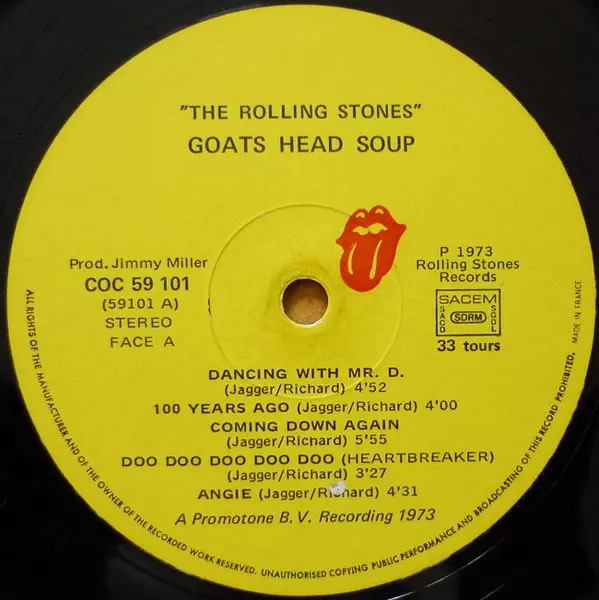 "THE ROLLING STONES"
GOATS HEAD SOUP
Prod. Jimmy Miller
COC 59 101
(59101 A)
STEREO
FACE A
P 1973
Rolling Stones
Records
SACEM
SACD
SDRM
SGDL
33 tours
MADE IN FRANCE
DANCING WITH MR. D.
(Jagger/Richard) 4'52
100 YEARS AGO (Jagger/Richard) 4'00
COMING DOWN AGAIN
(Jagger/Richard) 5'55
DOO DOO DOO DOO DOO (HEARTBREAKER)
(Jagger/Richard) 3'27
ANGIE (Jagger/Richard) 4'31
A Promotone B.V. Recording 1973
ALL RIGHTS OF THE MANUFACTURER AND OF THE OWNER OF THE RECORDED WORK RESERVED. UNAUTHORISED COPYING PUBLIC PERFORMANCE AND BROADCASTING OF THIS RECORD PROHIBITED.